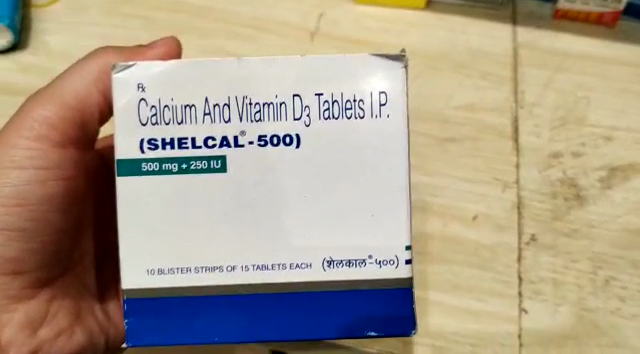 Rx
Calcium And Vitamin D3 Tablets I.P.
(SHELCAL®-500)
500 mg + 250 IU
10 BLISTER STRIPS OF 15 TABLETS EACH (शेलकाल®-५००)